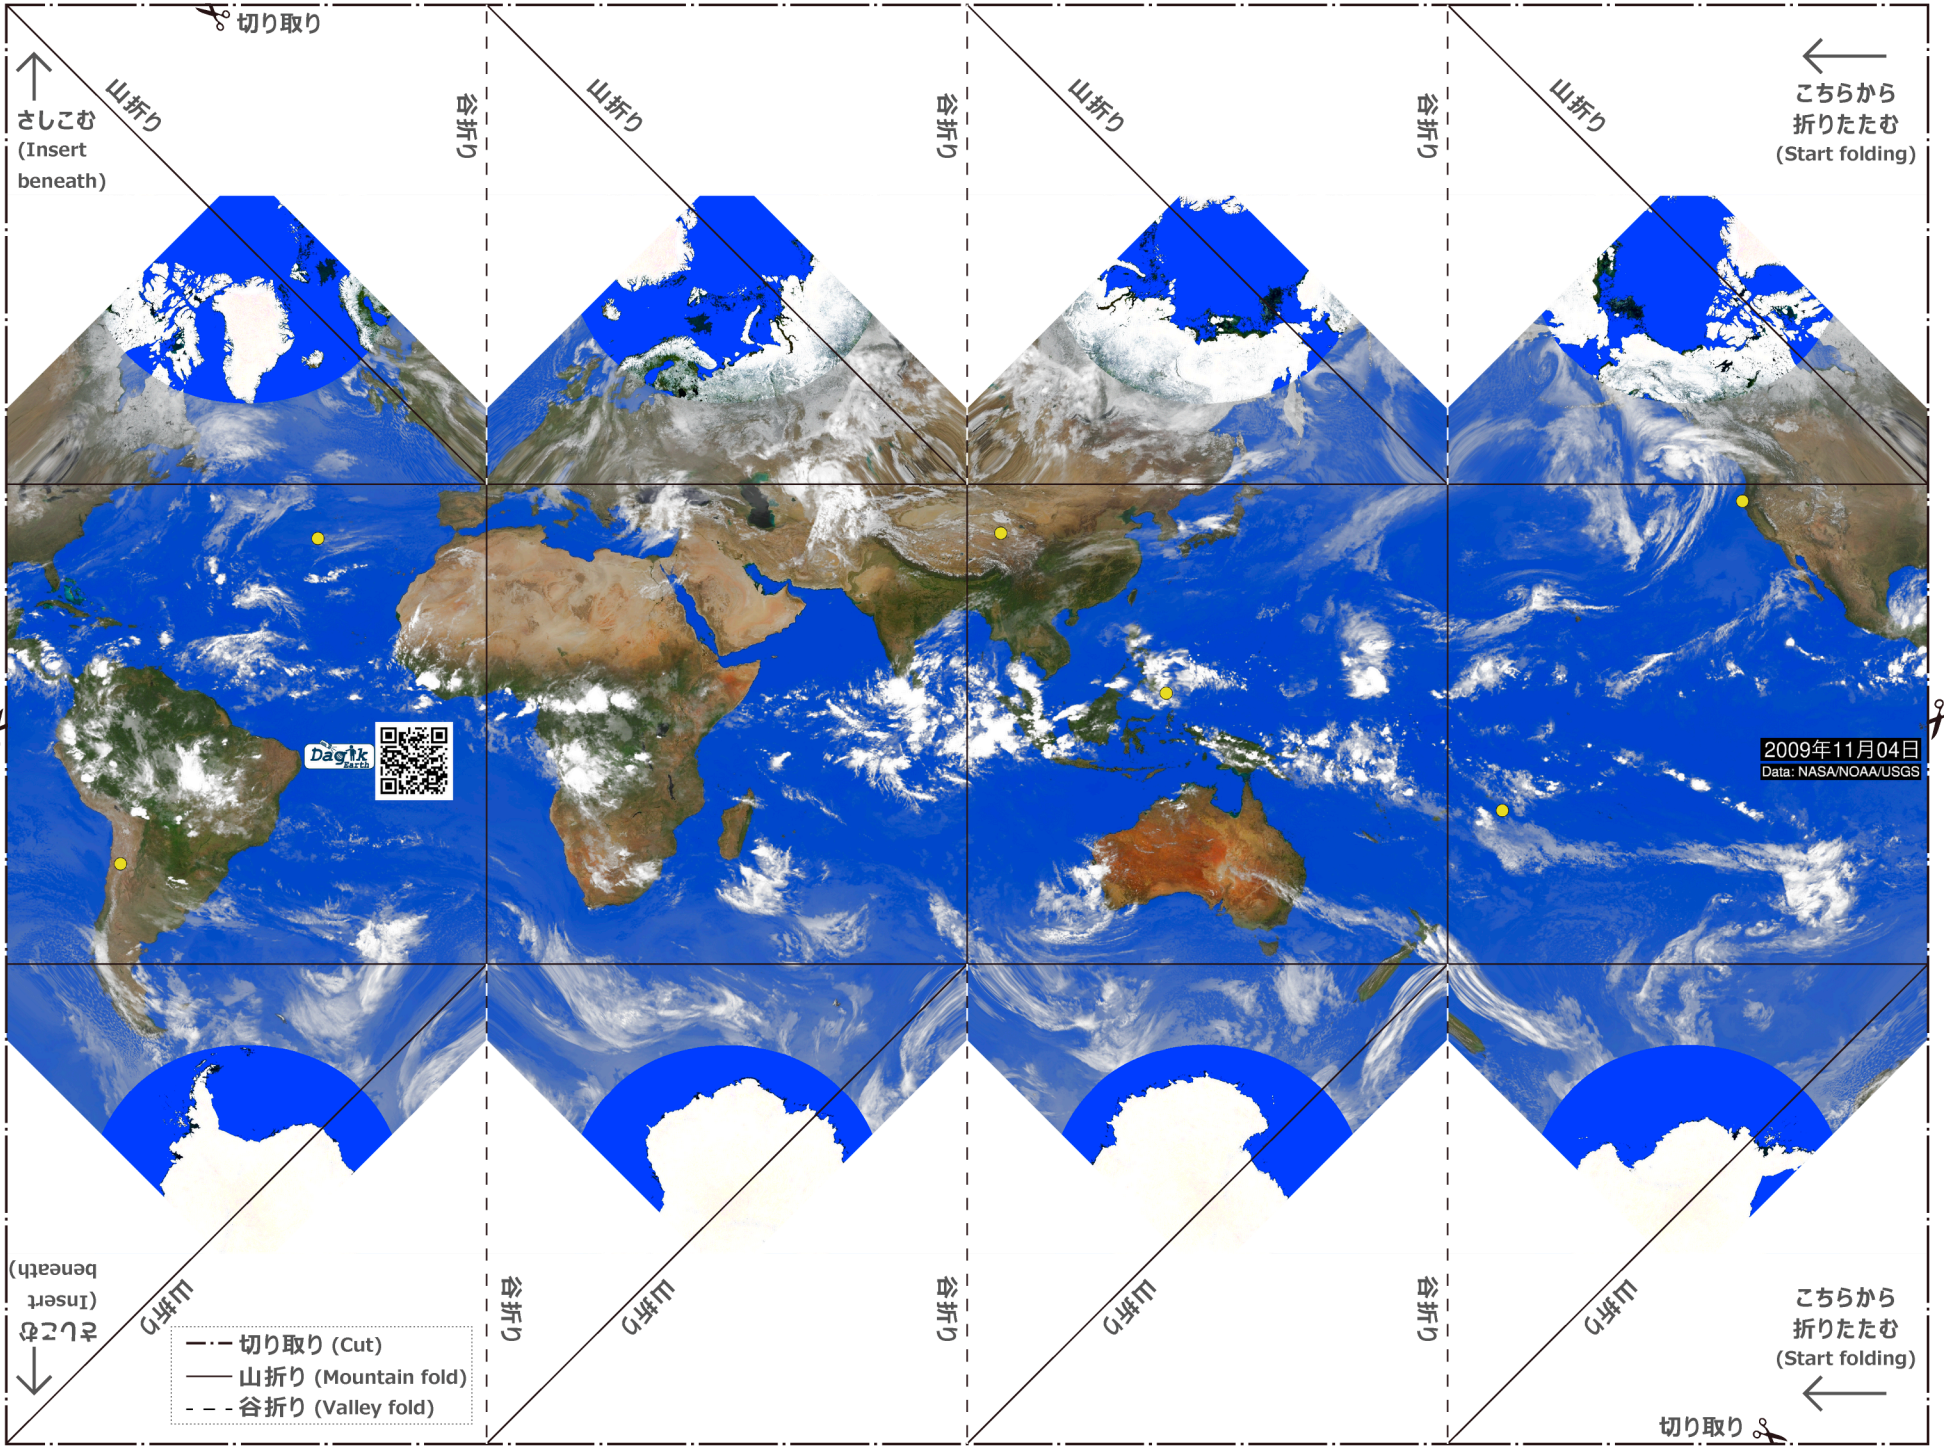 切り取り
山折り
谷折り
山折り
谷折り
山折り
谷折り
山折り
さしこむ
(Insert
beneath)
こちらから
折りたたむ
(Start folding)
Dagik
Earth
2009年11月04日
Data: NASA/NOAA/USGS
さしこむ
(Insert
beneath)
山折り
谷折り
山折り
谷折り
山折り
谷折り
山折り
こちらから
折りたたむ
(Start folding)
切り取り (Cut)
山折り (Mountain fold)
谷折り (Valley fold)
切り取り